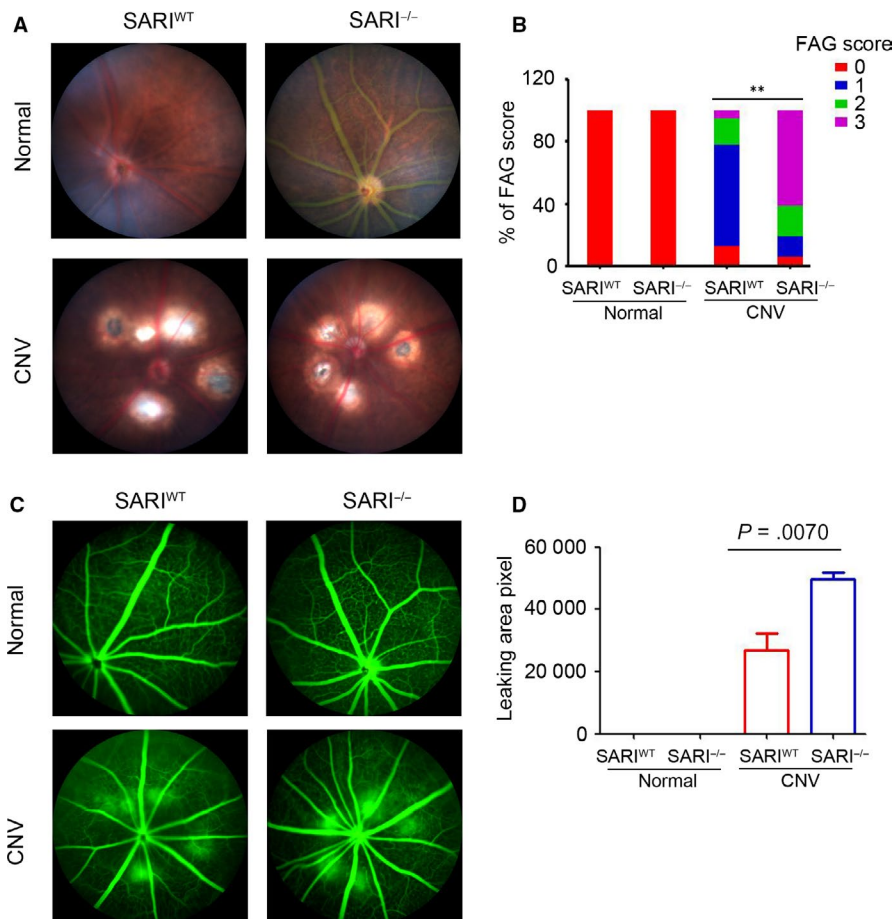 A
SARI^WT SARI^−/−
Normal
CNV
B
FAG score
0
1
2
3
% of FAG score
120
80
40
0
**
SARI^WT SARI^−/− SARI^WT SARI^−/−
Normal CNV
C
SARI^WT SARI^−/−
Normal
CNV
D
P = .0070
Leaking area pixel
60 000
40 000
20 000
0
SARI^WT SARI^−/− SARI^WT SARI^−/−
Normal CNV